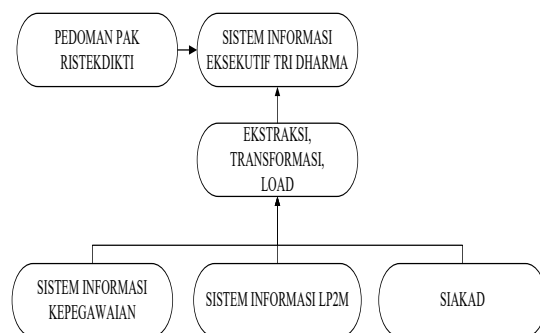 PEDOMAN PAK
RISTEKDIKTI
SISTEM INFORMASI
EKSEKUTIF TRI DHARMA
EKSTRAKSI,
TRANSFORMASI,
LOAD
SISTEM INFORMASI
KEPEGAWAIAN
SISTEM INFORMASI LP2M
SIAKAD